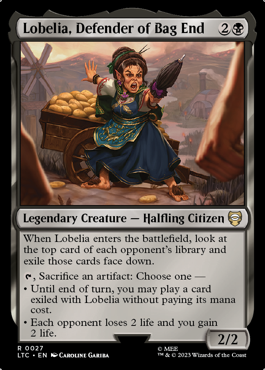 Lobelia, Defender of Bag End 2
Legendary Creature — Halfling Citizen
When Lobelia enters the battlefield, look
at the top card of each opponent's library and
exile those cards face down.
, Sacrifice an artifact: Choose one —
• Until end of turn, you may play a card
exiled with Lobelia without paying its mana
cost.
• Each opponent loses 2 life and you gain
2 life.
2/2
R 0027
LTC • EN Caroline Gariba
© MEE
™ & © 2023 Wizards of the Coast